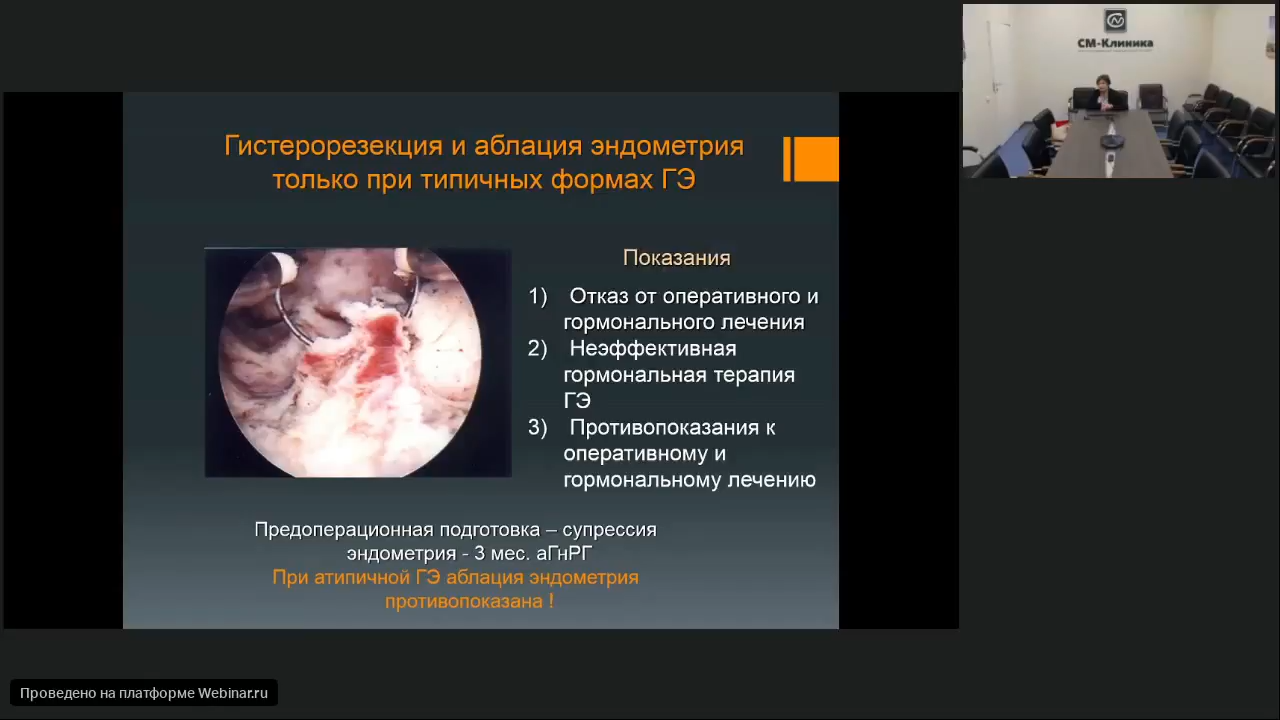 Гистерорезекция и аблация эндометрия
только при типичных формах ГЭ
Показания
1) Отказ от оперативного и
гормонального лечения
2) Неэффективная
гормональная терапия
ГЭ
3) Противопоказания к
оперативному и
гормональному лечению
Предоперационная подготовка – супрессия
эндометрия - 3 мес. аГнРГ
При атипичной ГЭ аблация эндометрия
противопоказана !
СМ-Клиника
Проведено на платформе Webinar.ru